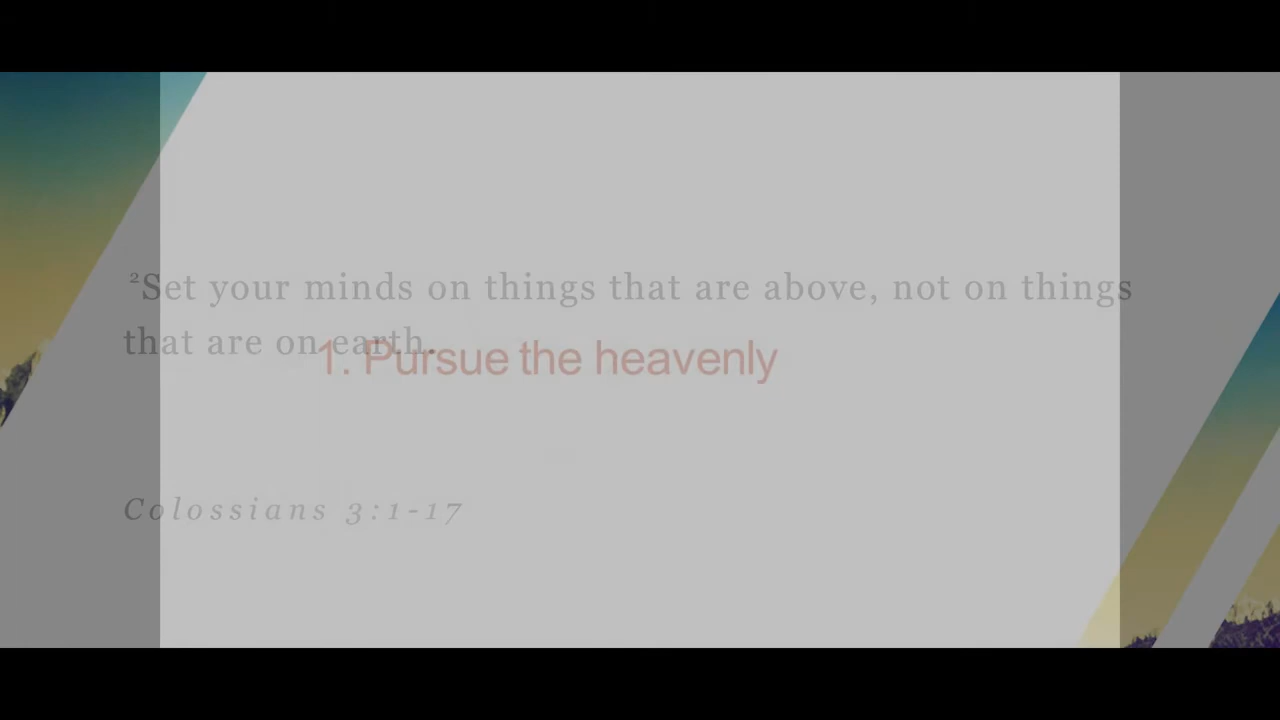 ²Set your minds on things that are above, not on things
that are on earth.
1. Pursue the heavenly
Colossians 3:1-17